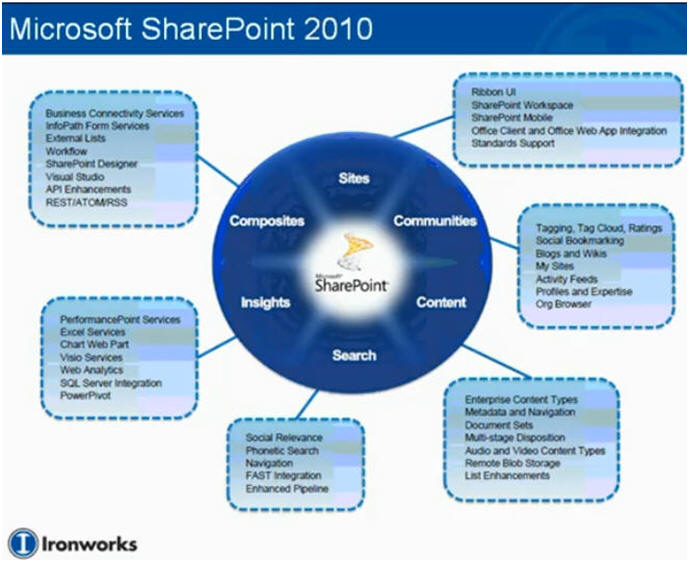 Microsoft SharePoint 2010
Business Connectivity Services
InfoPath Form Services
External Lists
Workflow
SharePoint Designer
Visual Studio
API Enhancements
REST/ATOM/RSS
Ribbon UI
SharePoint Workspace
SharePoint Mobile
Office Client and Office Web App Integration
Standards Support
Sites
Composites
Communities
Microsoft
SharePoint
Insights
Content
Search
Tagging, Tag Cloud, Ratings
Social Bookmarking
Blogs and Wikis
My Sites
Activity Feeds
Profiles and Expertise
Org Browser
PerformancePoint Services
Excel Services
Chart Web Part
Visio Services
Web Analytics
SQL Server Integration
PowerPivot
Social Relevance
Phonetic Search
Navigation
FAST Integration
Enhanced Pipeline
Enterprise Content Types
Metadata and Navigation
Document Sets
Multi-stage Disposition
Audio and Video Content Types
Remote Blob Storage
List Enhancements
Ironworks